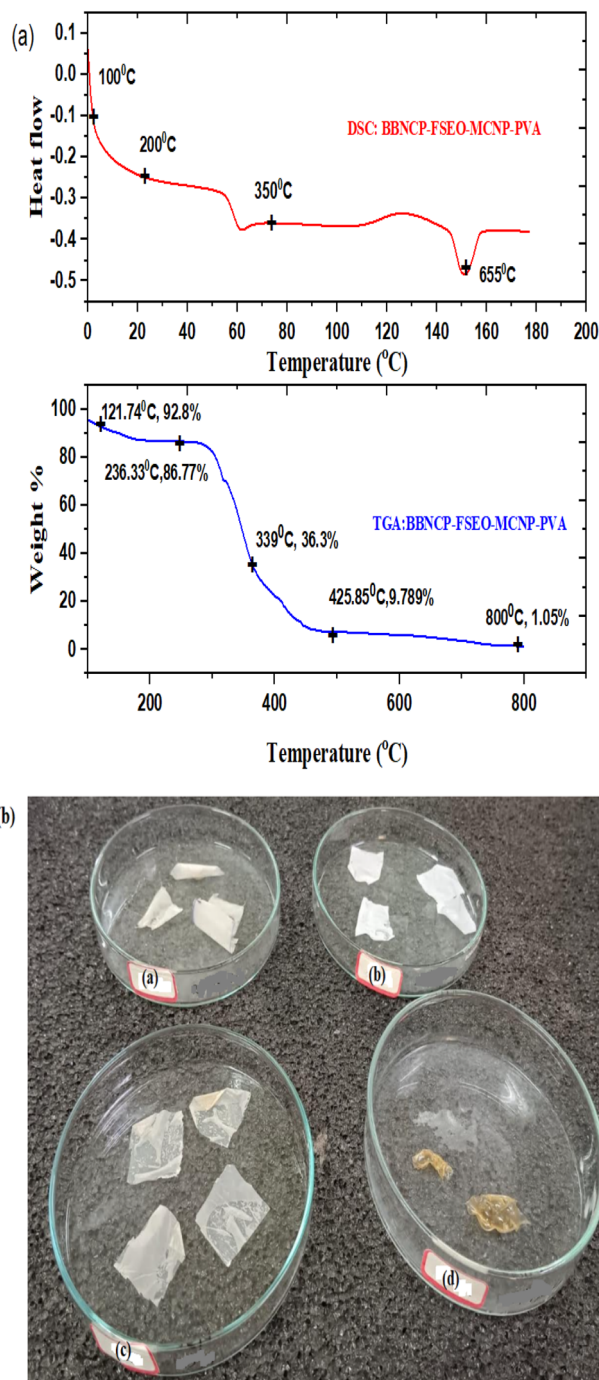 (a)
0.1
0.0
-0.1
-0.2
-0.3
-0.4
-0.5
Heat flow
100⁰C
200⁰C
350⁰C
655⁰C
DSC: BBNCP-FSEO-MCNP-PVA
0 20 40 60 80 100 120 140 160 180 200
Temperature (⁰C)
100
80
60
40
20
0
Weight %
121.74⁰C, 92.8%
236.33⁰C,86.77%
TGA:BBNCP-FSEO-MCNP-PVA
339⁰C, 36.3%
425.85⁰C,9.789%
800⁰C, 1.05%
200 400 600 800
Temperature (⁰C)
(b)
(a)
(b)
(c)
(d)